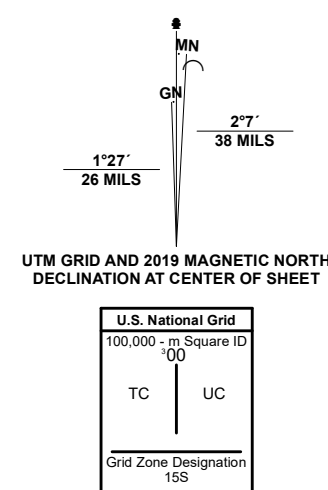 MN
GN
2°7´
38 MILS
1°27´
26 MILS
UTM GRID AND 2019 MAGNETIC NORTH
DECLINATION AT CENTER OF SHEET
U.S. National Grid
100,000 - m Square ID
³00
TC UC
Grid Zone Designation
15S